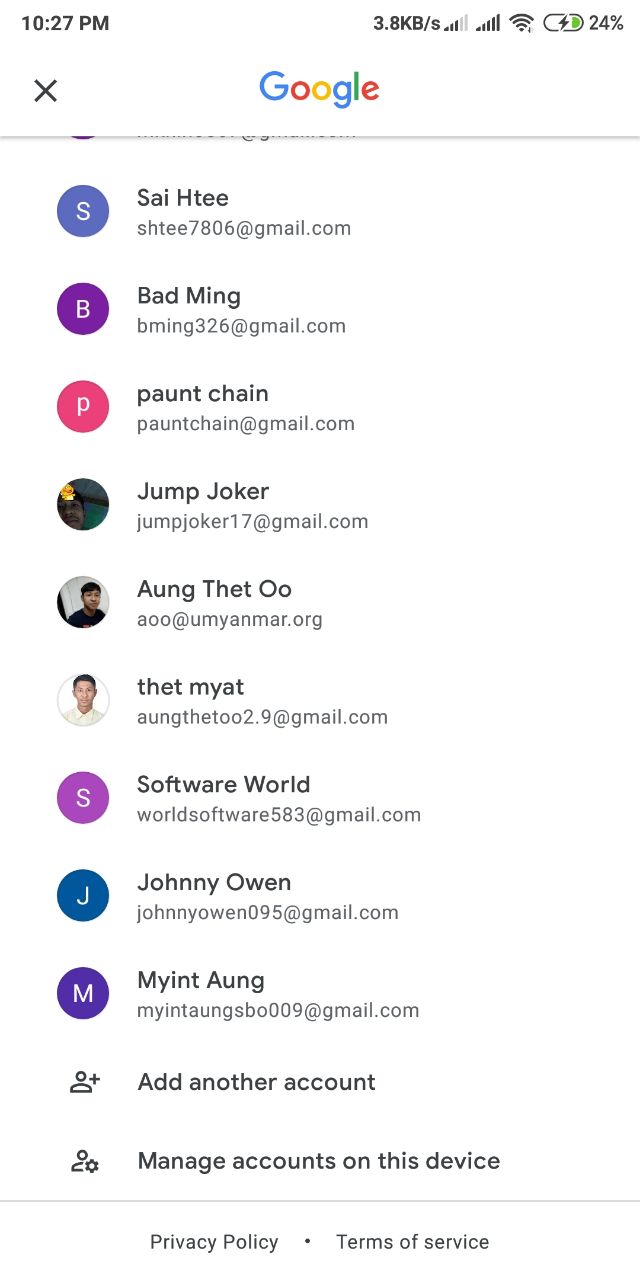 10:27 PM 3.8KB/s 24%
Google
Sai Htee
shtee7806@gmail.com
Bad Ming
bming326@gmail.com
paunt chain
pauntchain@gmail.com
Jump Joker
jumpjoker17@gmail.com
Aung Thet Oo
aoo@umyanmar.org
thet myat
aungthetoo2.9@gmail.com
Software World
worldsoftware583@gmail.com
Johnny Owen
johnnyowen095@gmail.com
Myint Aung
myintaungsbo009@gmail.com
Add another account
Manage accounts on this device
Privacy Policy • Terms of service